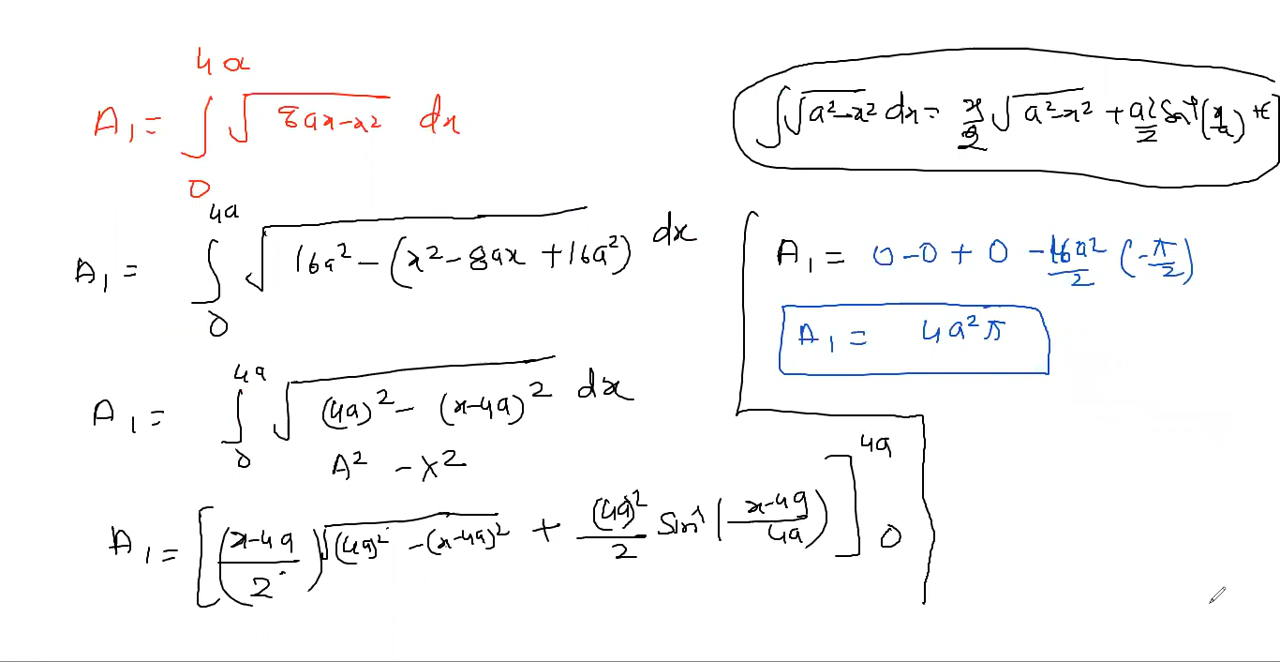 A₁ = ∫₀^4a √(8ax-x²) dx
∫√(a²-x²) dx = x/2 √(a²-x²) + a²/2 sin⁻¹(x/a) + c
A₁ = ∫₀^4a √(16a² - (x² - 8ax + 16a²)) dx
A₁ = ∫₀^4a √((4a)² - (x-4a)²) dx
A² - X²
A₁ = [((x-4a)/2) √((4a)² - (x-4a)²) + (4a)²/2 sin⁻¹((x-4a)/4a)]₀^4a
A₁ = 0 - 0 + 0 - 16a²/2 (-π/2)
A₁ = 4a²π